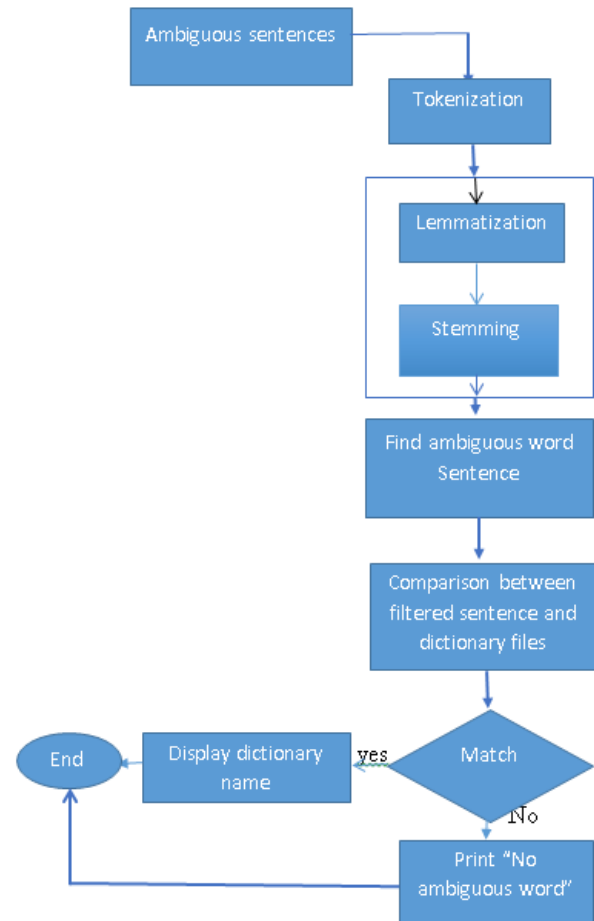 Ambiguous sentences
Tokenization
Lemmatization
Stemming
Find ambiguous word
Sentence
Comparison between
filtered sentence and
dictionary files
Match
yes
Display dictionary
name
End
No
Print “No
ambiguous word”